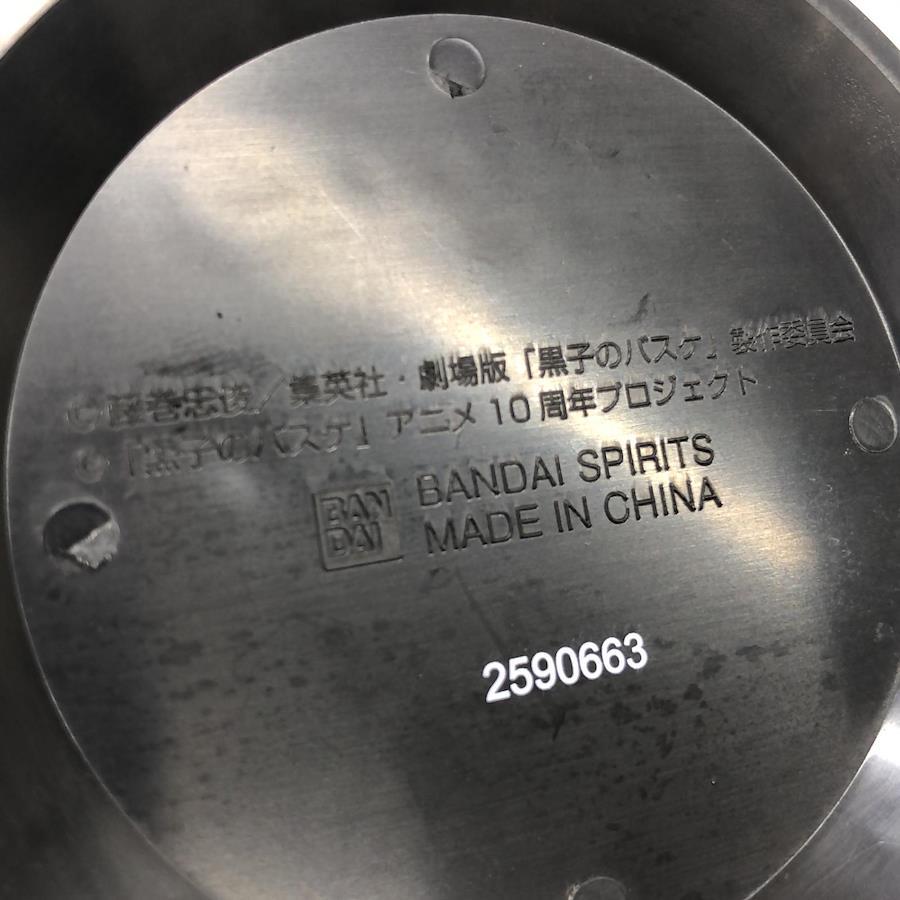 ©藤巻忠俊／集英社・劇場版「黒子のバスケ」製作委員会
©「黒子のバスケ」アニメ10周年プロジェクト
BAN
DAI
BANDAI SPIRITS
MADE IN CHINA
2590663